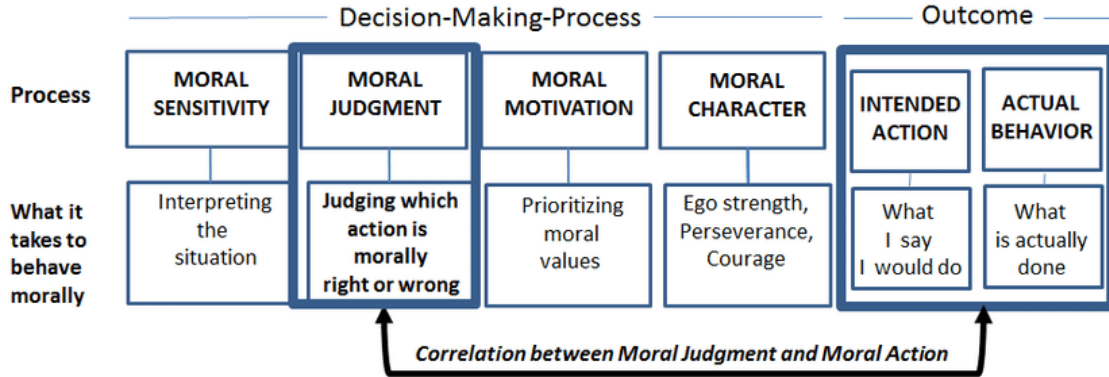 Decision-Making-Process
Outcome
Process
MORAL
SENSITIVITY
MORAL
JUDGMENT
MORAL
MOTIVATION
MORAL
CHARACTER
INTENDED
ACTION
ACTUAL
BEHAVIOR
What it
takes to
behave
morally
Interpreting
the
situation
Judging which
action is
morally
right or wrong
Prioritizing
moral
values
Ego strength,
Perseverance,
Courage
What
I say
I would do
What
is actually
done
Correlation between Moral Judgment and Moral Action